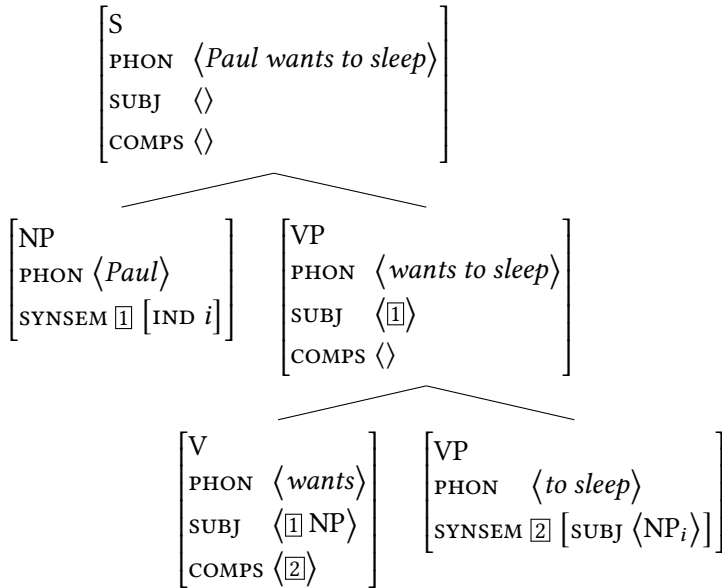 S
PHON ⟨Paul wants to sleep⟩
SUBJ ⟨⟩
COMPS ⟨⟩
NP
PHON ⟨Paul⟩
SYNSEM 1 [IND i]
VP
PHON ⟨wants to sleep⟩
SUBJ ⟨1⟩
COMPS ⟨⟩
V
PHON ⟨wants⟩
SUBJ ⟨1 NP⟩
COMPS ⟨2⟩
VP
PHON ⟨to sleep⟩
SYNSEM 2 [SUBJ ⟨NPᵢ⟩]